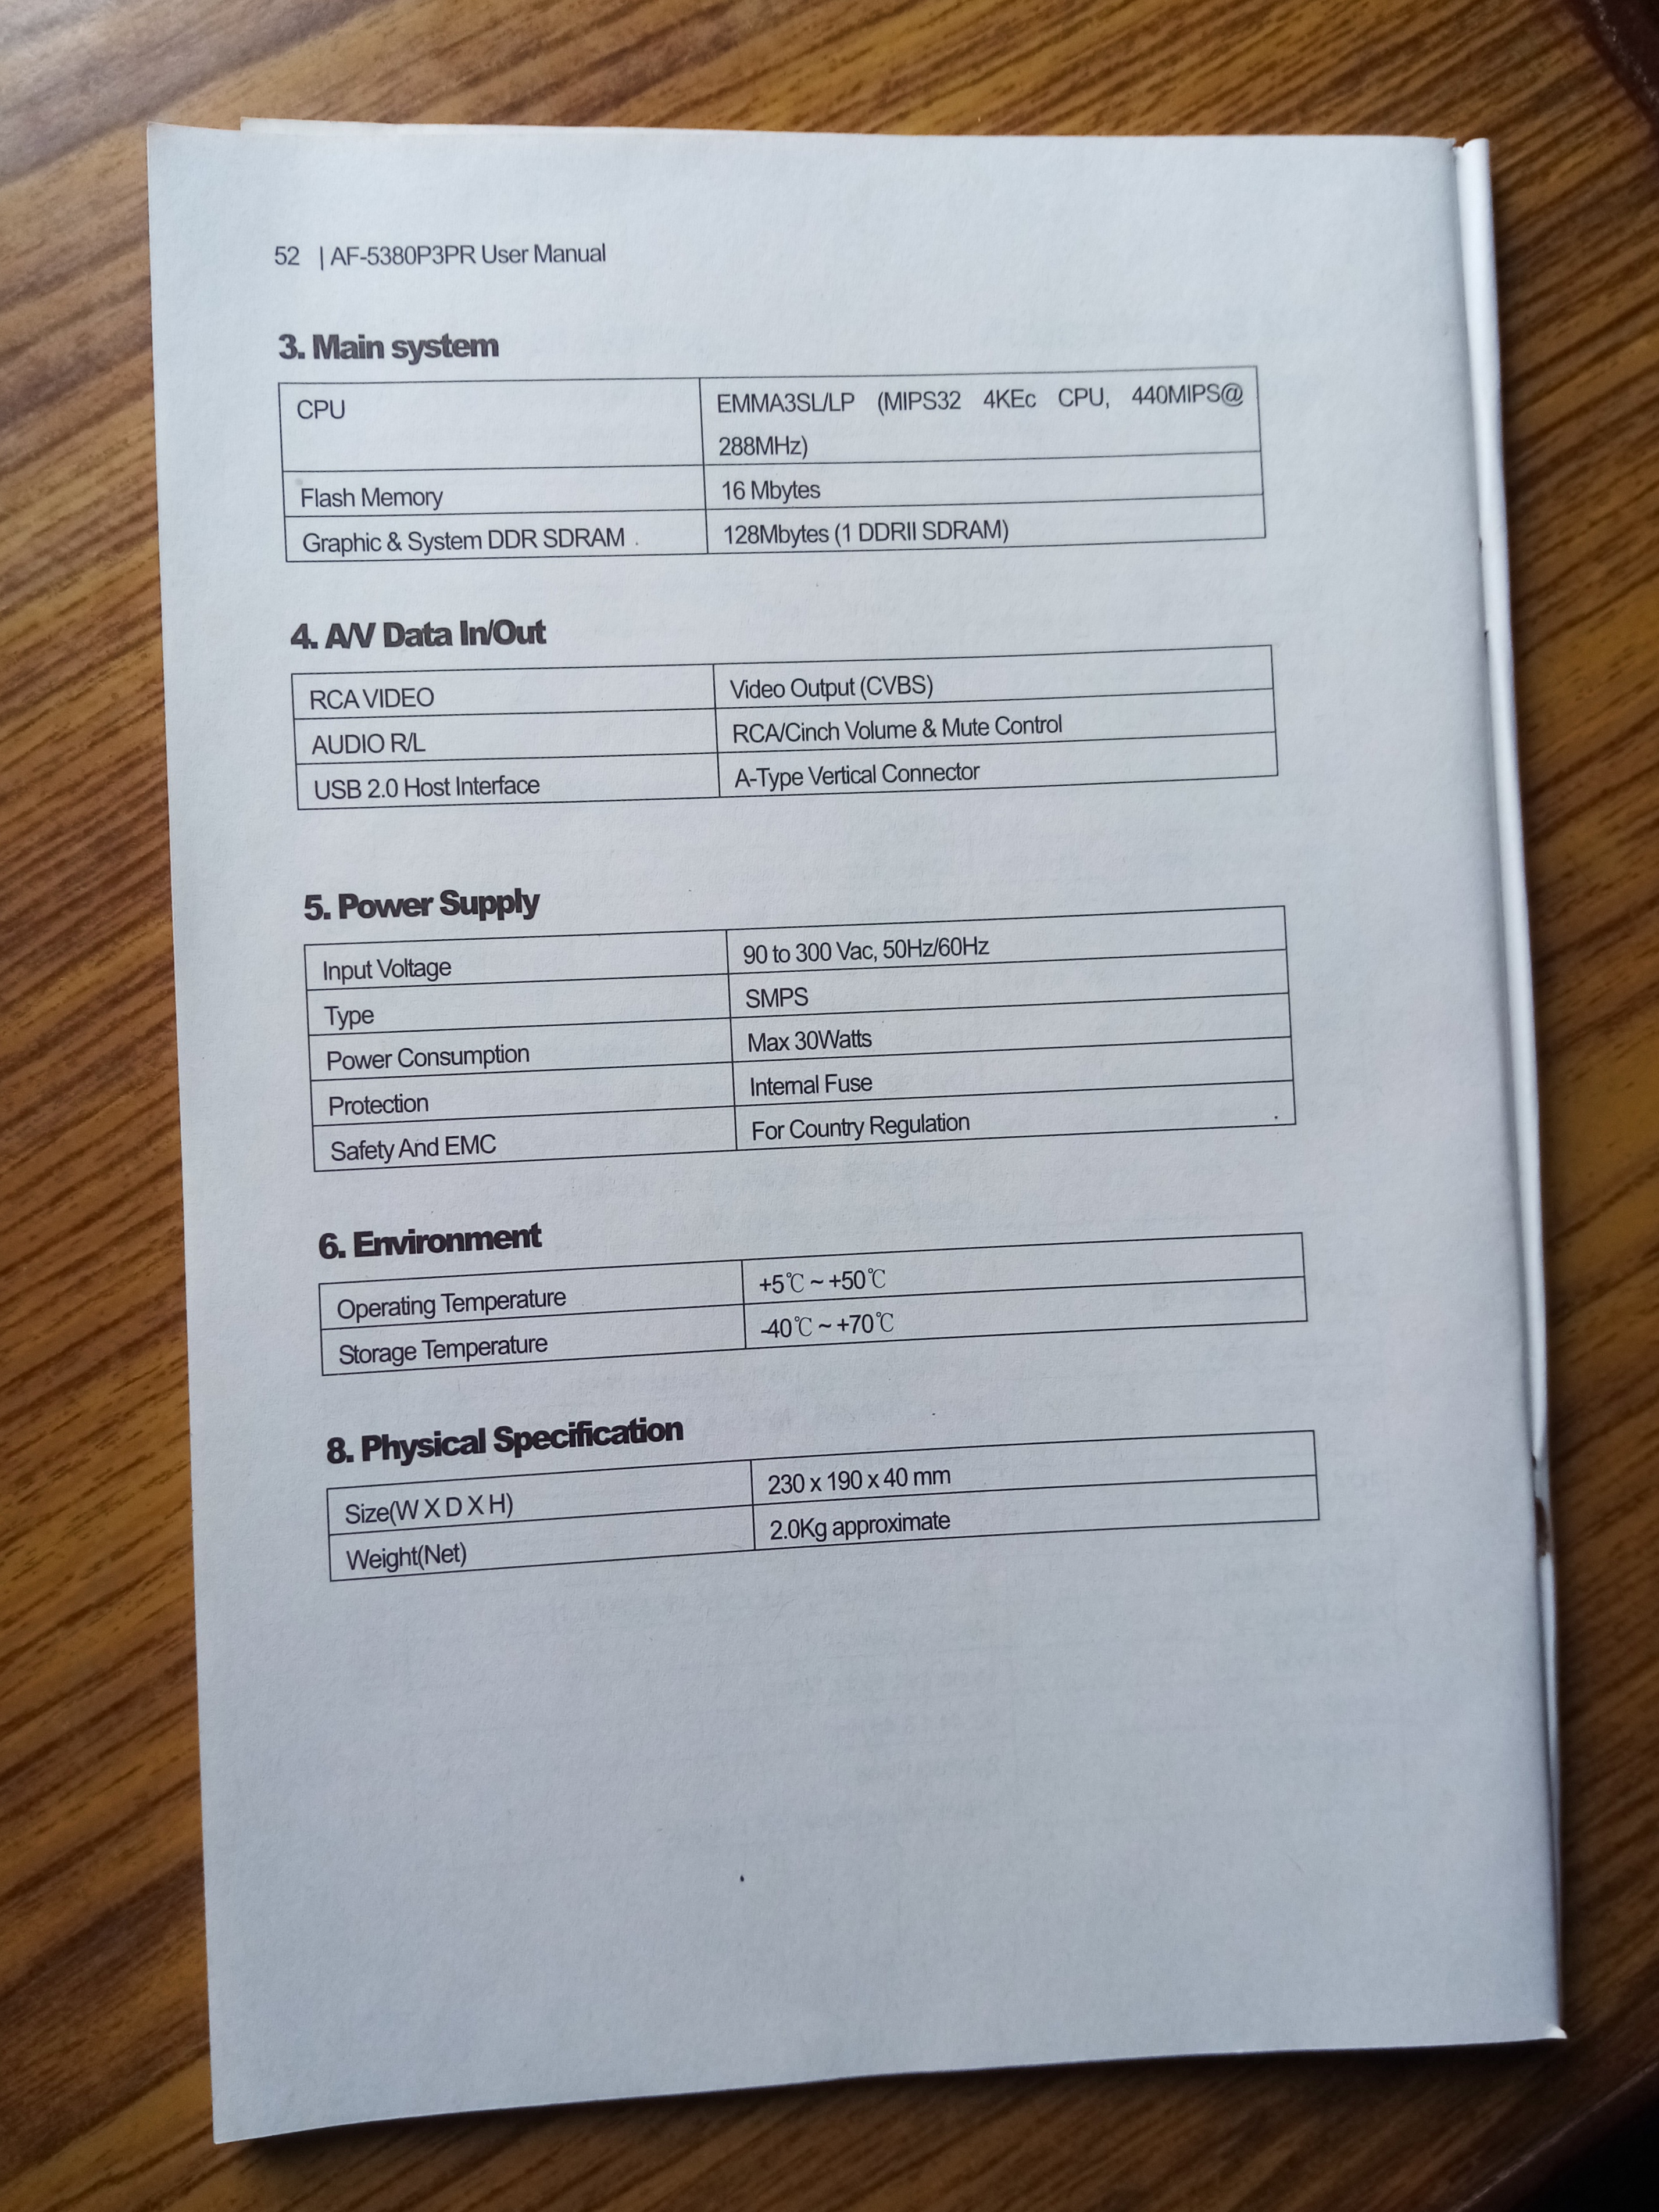 52 | AF-5380P3PR User Manual
3. Main system
CPU EMMA3SL/LP (MIPS32 4KEc CPU, 440MIPS@
288MHz)
Flash Memory 16 Mbytes
Graphic & System DDR SDRAM 128Mbytes (1 DDRII SDRAM)
4. A/V Data In/Out
RCA VIDEO Video Output (CVBS)
AUDIO R/L RCA/Cinch Volume & Mute Control
USB 2.0 Host Interface A-Type Vertical Connector
5. Power Supply
Input Voltage 90 to 300 Vac, 50Hz/60Hz
Type SMPS
Power Consumption Max 30Watts
Protection Internal Fuse
Safety And EMC For Country Regulation
6. Environment
Operating Temperature +5℃ ~ +50℃
Storage Temperature -40℃ ~ +70℃
8. Physical Specification
Size(W X D X H) 230 x 190 x 40 mm
Weight(Net) 2.0Kg approximate